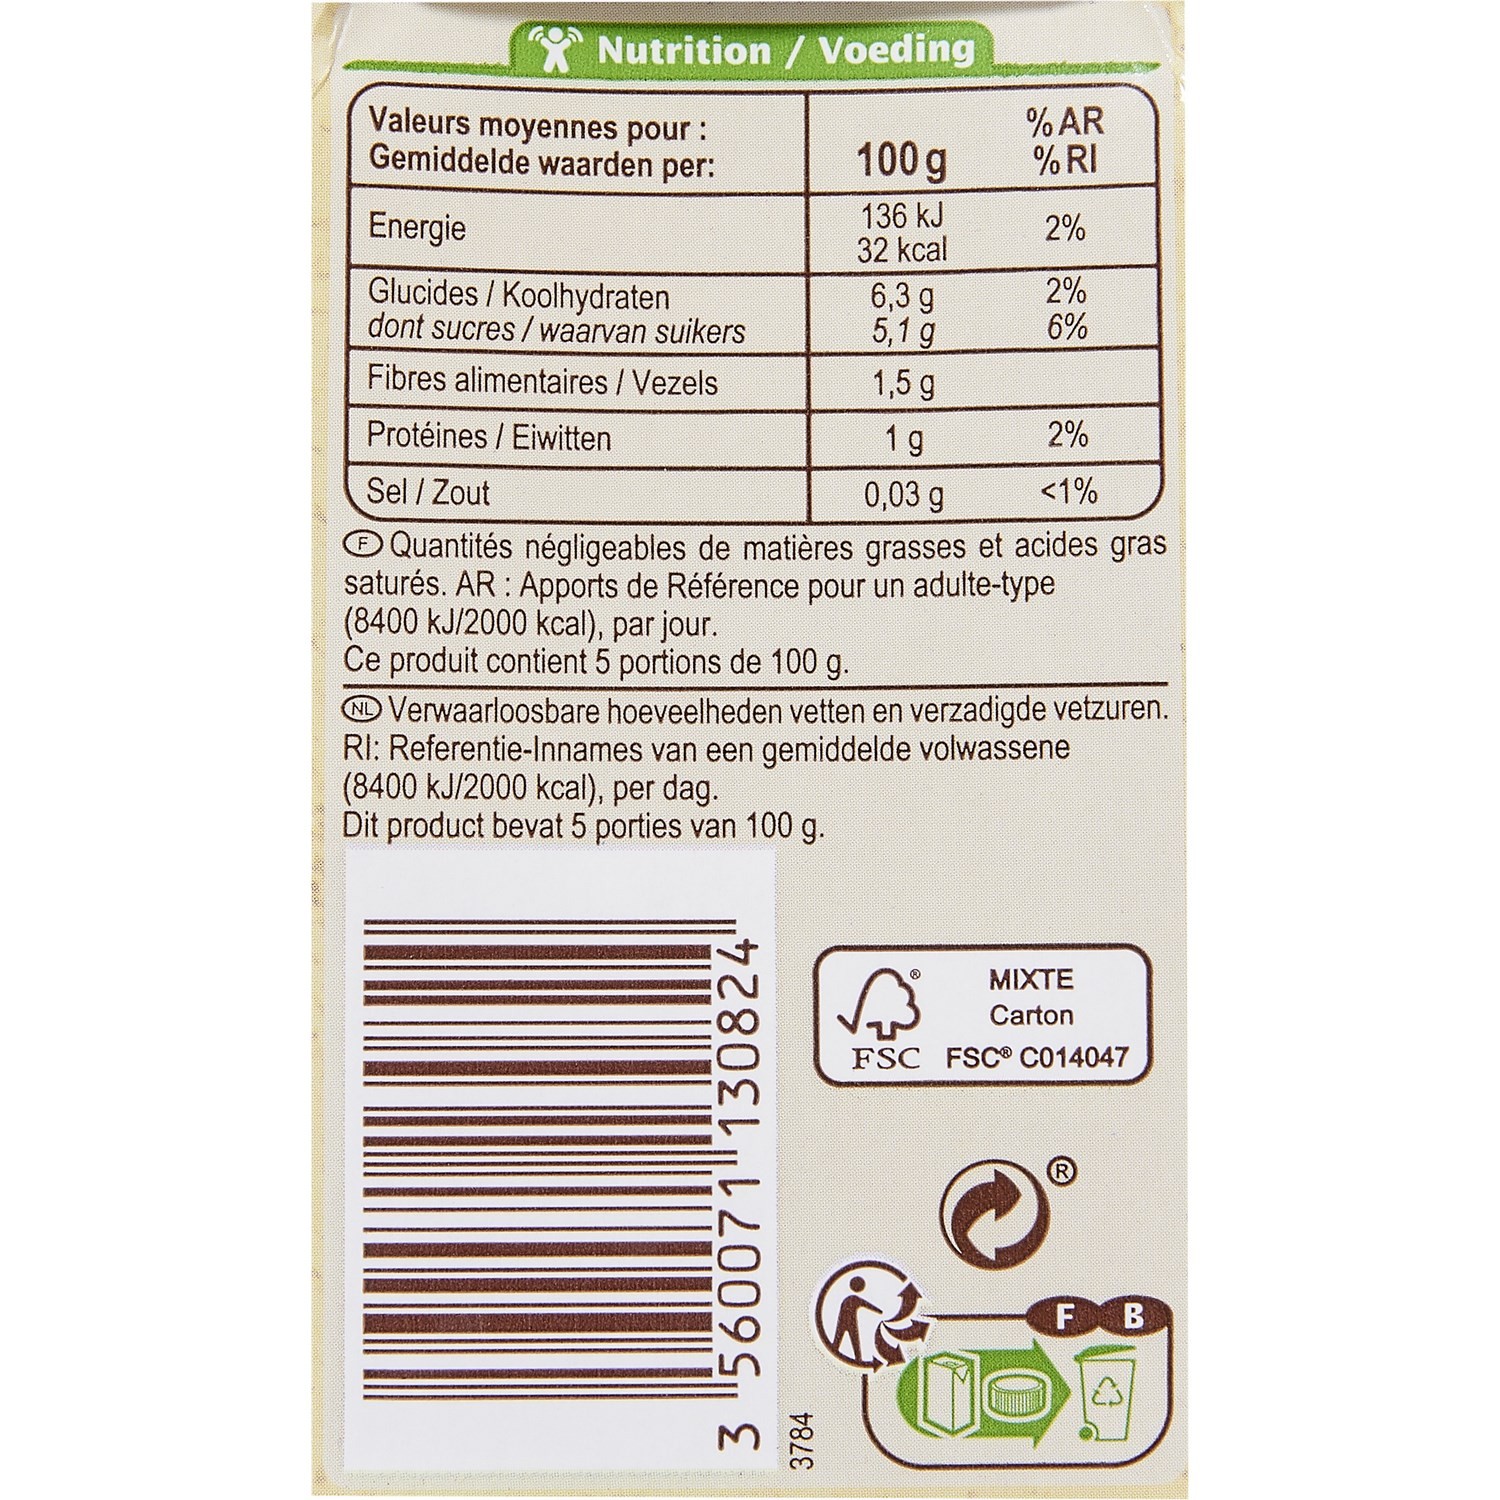 Nutrition / Voeding
Valeurs moyennes pour :
Gemiddelde waarden per:
100 g
% AR
% RI
Energie
136 kJ
32 kcal
2%
Glucides / Koolhydraten
6,3 g
2%
dont sucres / waarvan suikers
5,1 g
6%
Fibres alimentaires / Vezels
1,5 g
Protéines / Eiwitten
1 g
2%
Sel / Zout
0,03 g
<1%
F Quantités négligeables de matières grasses et acides gras
saturés. AR : Apports de Référence pour un adulte-type
(8400 kJ/2000 kcal), par jour.
Ce produit contient 5 portions de 100 g.
NL Verwaarloosbare hoeveelheden vetten en verzadigde vetzuren.
RI: Referentie-Innames van een gemiddelde volwassene
(8400 kJ/2000 kcal), per dag.
Dit product bevat 5 porties van 100 g.
3 560071 130824
3784
®
FSC
MIXTE
Carton
FSC® C014047
®
F B